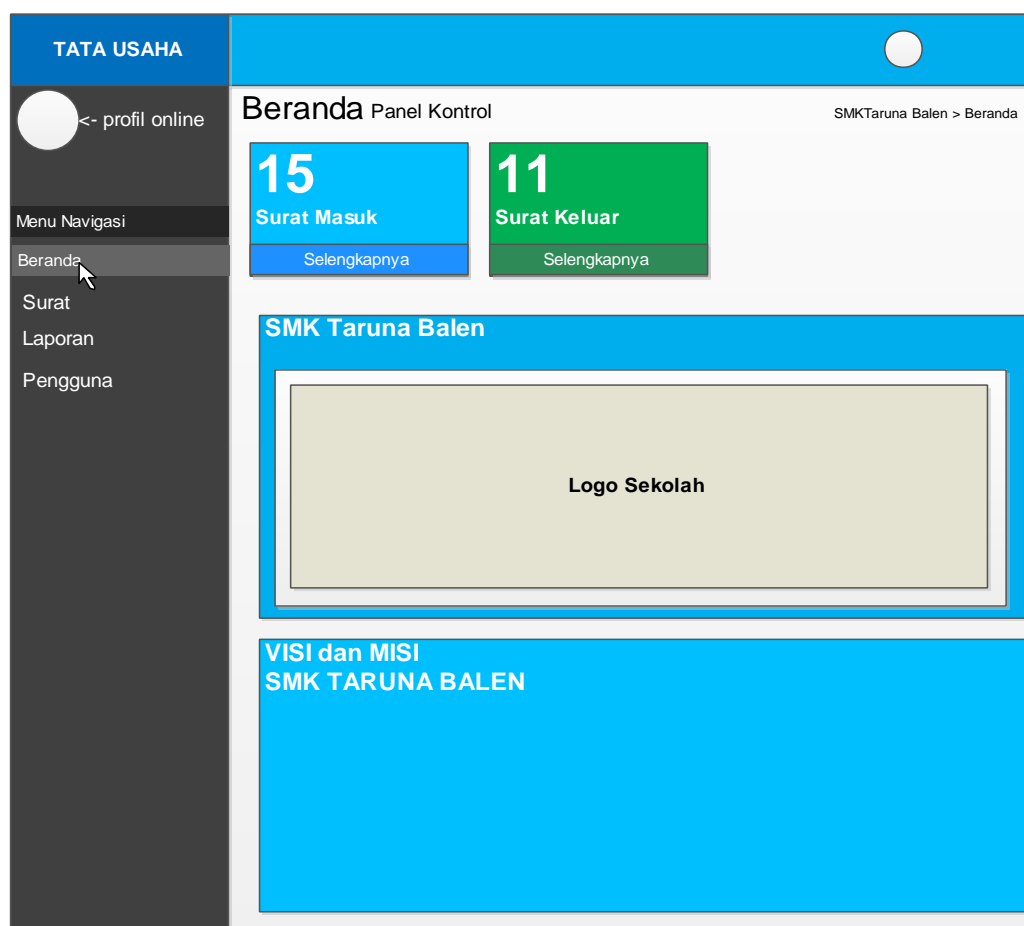 TATA USAHA
<- profil online
Menu Navigasi
Beranda
Surat
Laporan
Pengguna
Beranda Panel Kontrol
SMKTaruna Balen > Beranda
15
Surat Masuk
Selengkapnya
11
Surat Keluar
Selengkapnya
SMK Taruna Balen
Logo Sekolah
VISI dan MISI
SMK TARUNA BALEN